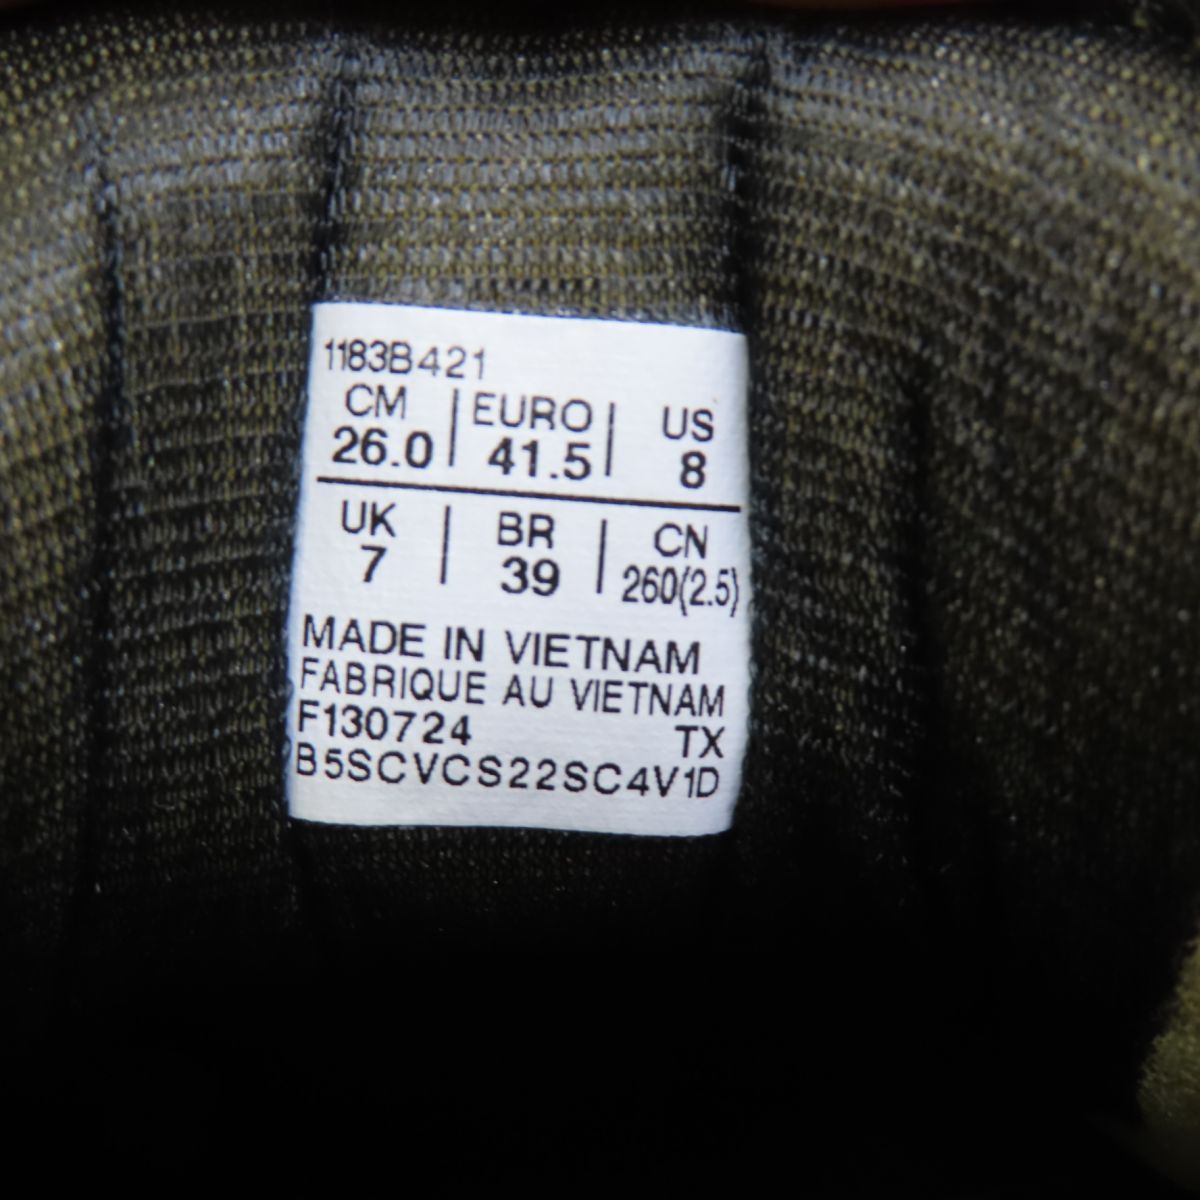 1183B421
CM | EURO | US
26.0 | 41.5 | 8
UK | BR | CN
7 | 39 | 260(2.5)
MADE IN VIETNAM
FABRIQUE AU VIETNAM
F130724 TX
B5SCVCS22SC4V1D